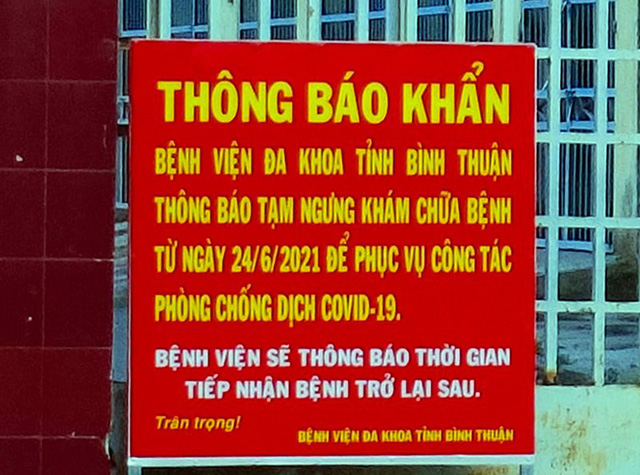 THÔNG BÁO KHẨN
BỆNH VIỆN ĐA KHOA TỈNH BÌNH THUẬN
THÔNG BÁO TẠM NGƯNG KHÁM CHỮA BỆNH
TỪ NGÀY 24/6/2021 ĐỂ PHỤC VỤ CÔNG TÁC
PHÒNG CHỐNG DỊCH COVID-19.
BỆNH VIỆN SẼ THÔNG BÁO THỜI GIAN
TIẾP NHẬN BỆNH TRỞ LẠI SAU.
Trân trọng!
BỆNH VIỆN ĐA KHOA TỈNH BÌNH THUẬN